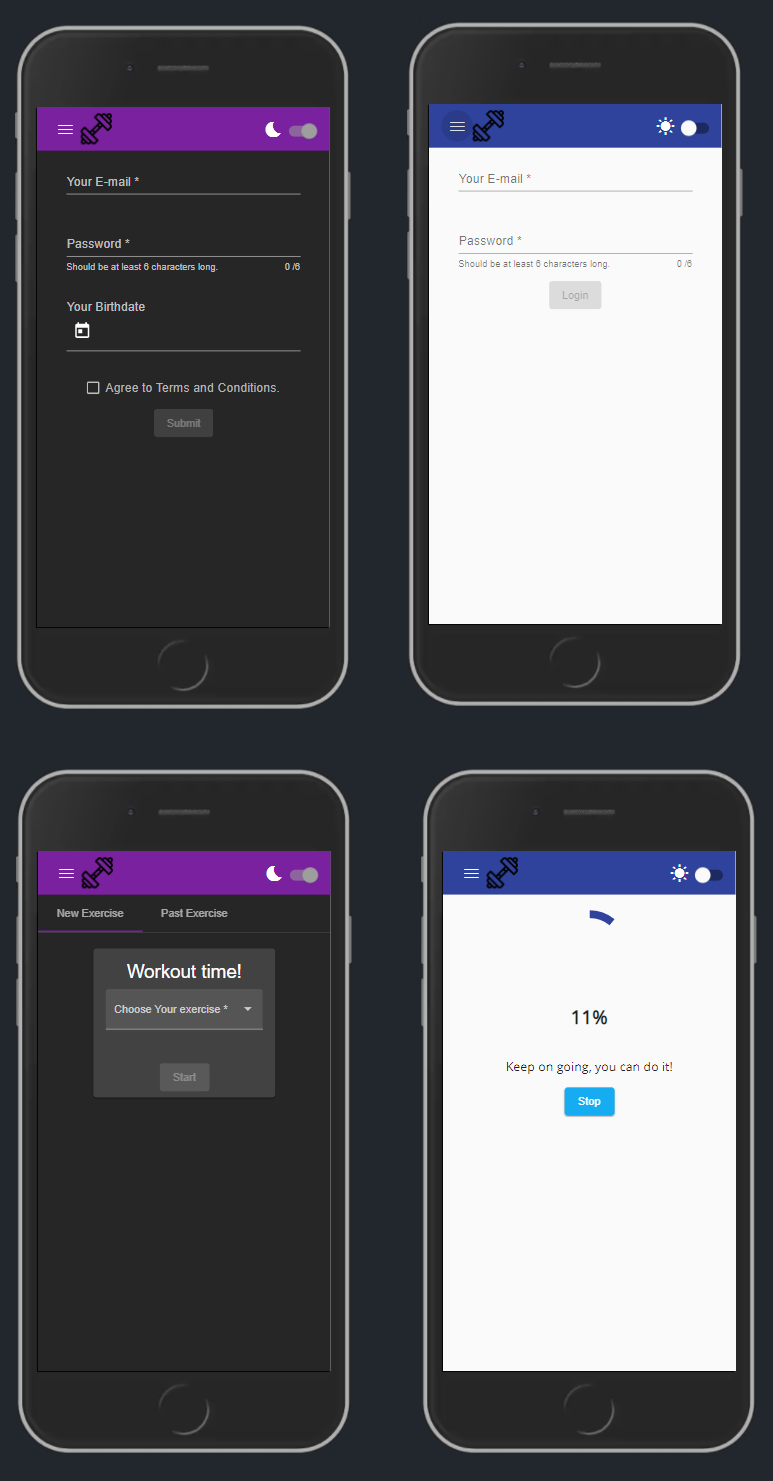 Your E-mail *
Password *
Should be at least 6 characters long. 0 /6
Your Birthdate
Agree to Terms and Conditions.
Submit
Your E-mail *
Password *
Should be at least 6 characters long. 0 /6
Login
New Exercise Past Exercise
Workout time!
Choose Your exercise *
Start
11%
Keep on going, you can do it!
Stop